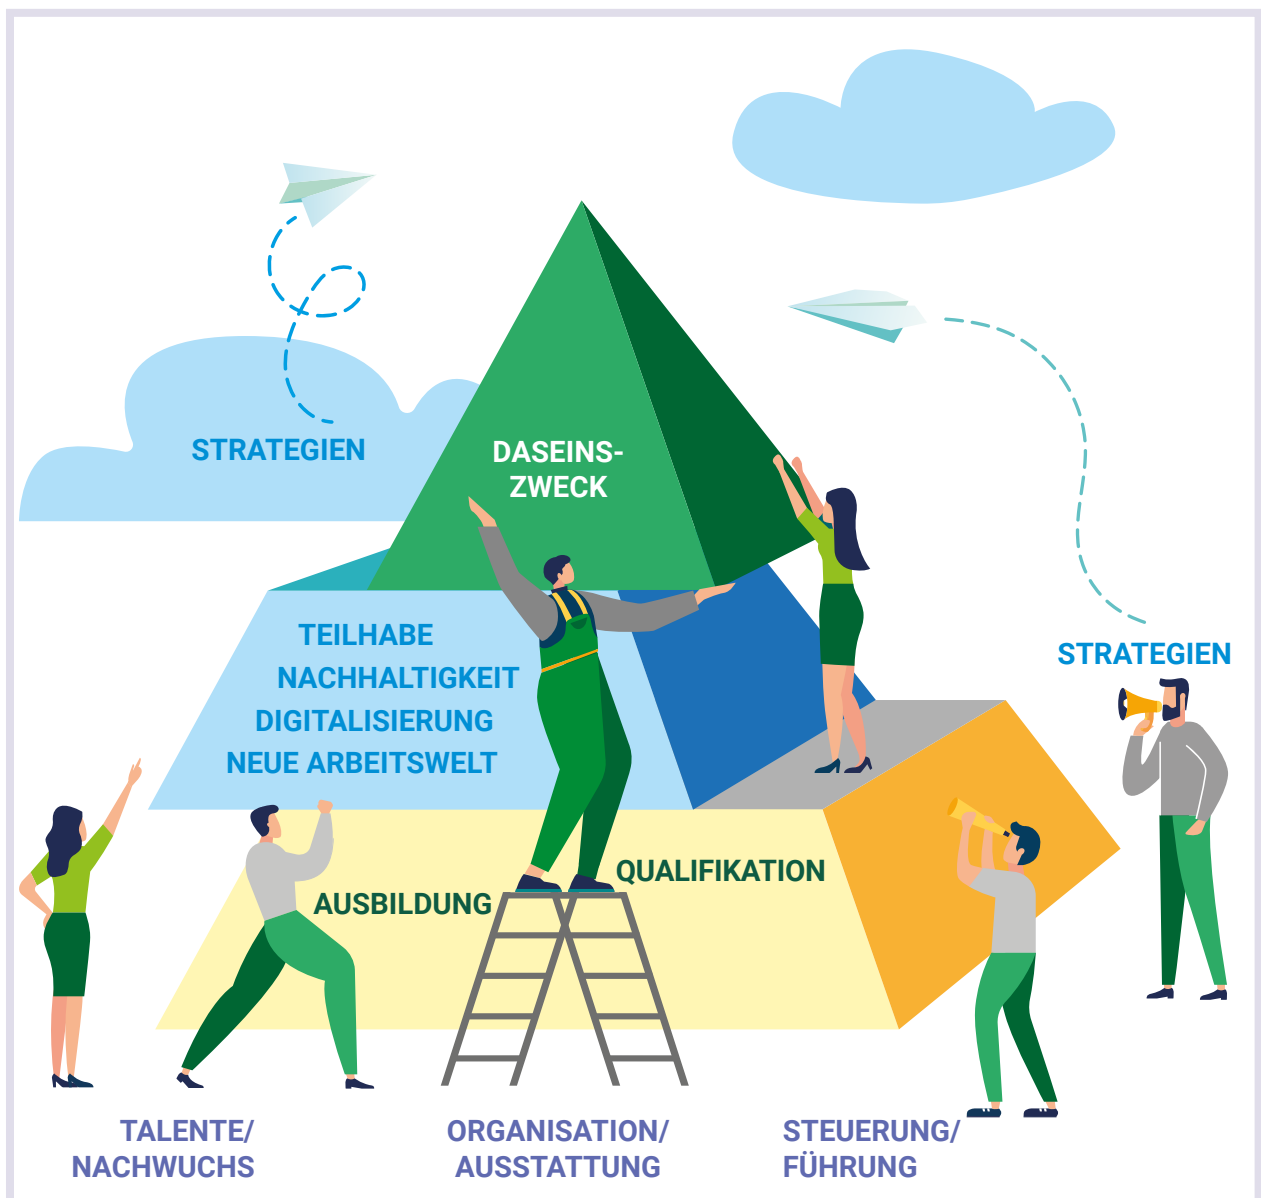 STRATEGIEN
DASEINS-
ZWECK
TEILHABE
NACHHALTIGKEIT
DIGITALISIERUNG
NEUE ARBEITSWELT
STRATEGIEN
QUALIFIKATION
AUSBILDUNG
TALENTE/
NACHWUCHS
ORGANISATION/
AUSSTATTUNG
STEUERUNG/
FÜHRUNG